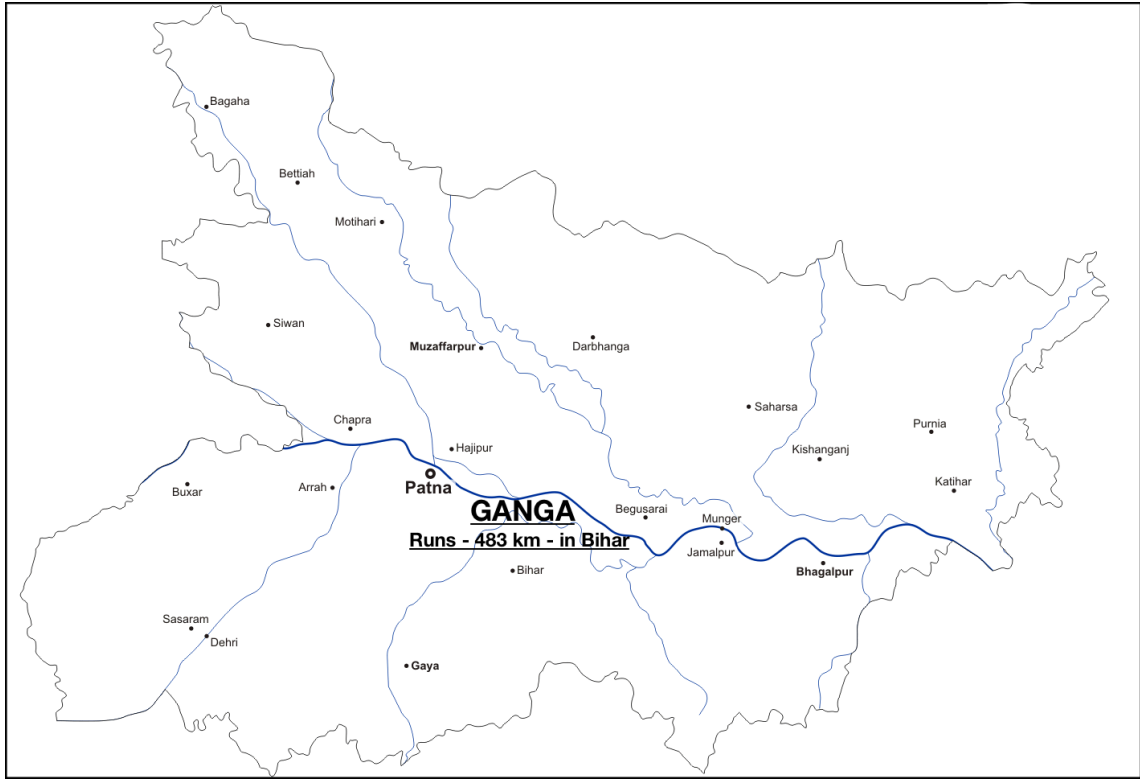 Bagaha
Bettiah
Motihari
Siwan
Muzaffarpur
Darbhanga
Saharsa
Chapra
Purnia
Hajipur
Kishanganj
Patna
Buxar
Arrah
Katihar
GANGA
Begusarai
Munger
Runs - 483 km - in Bihar
Jamalpur
Bihar
Bhagalpur
Sasaram
Dehri
Gaya